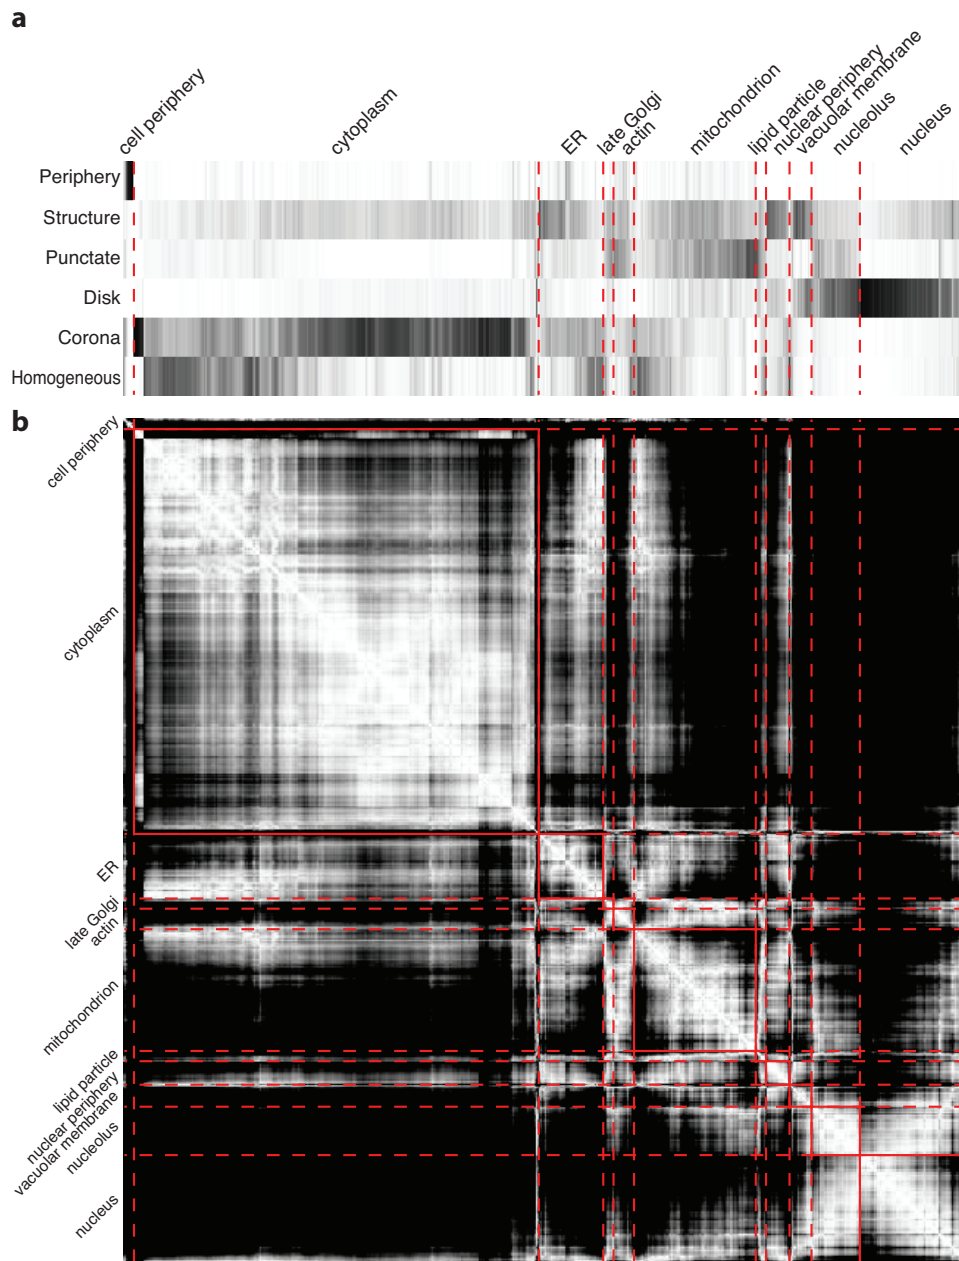 a
cell periphery
cytoplasm
ER
late Golgi
actin
mitochondrion
lipid particle
nuclear periphery
vacuolar membrane
nucleolus
nucleus
Periphery
Structure
Punctate
Disk
Corona
Homogeneous
b
cell periphery
cytoplasm
ER
late Golgi
actin
mitochondrion
lipid particle
nuclear periphery
vacuolar membrane
nucleolus
nucleus